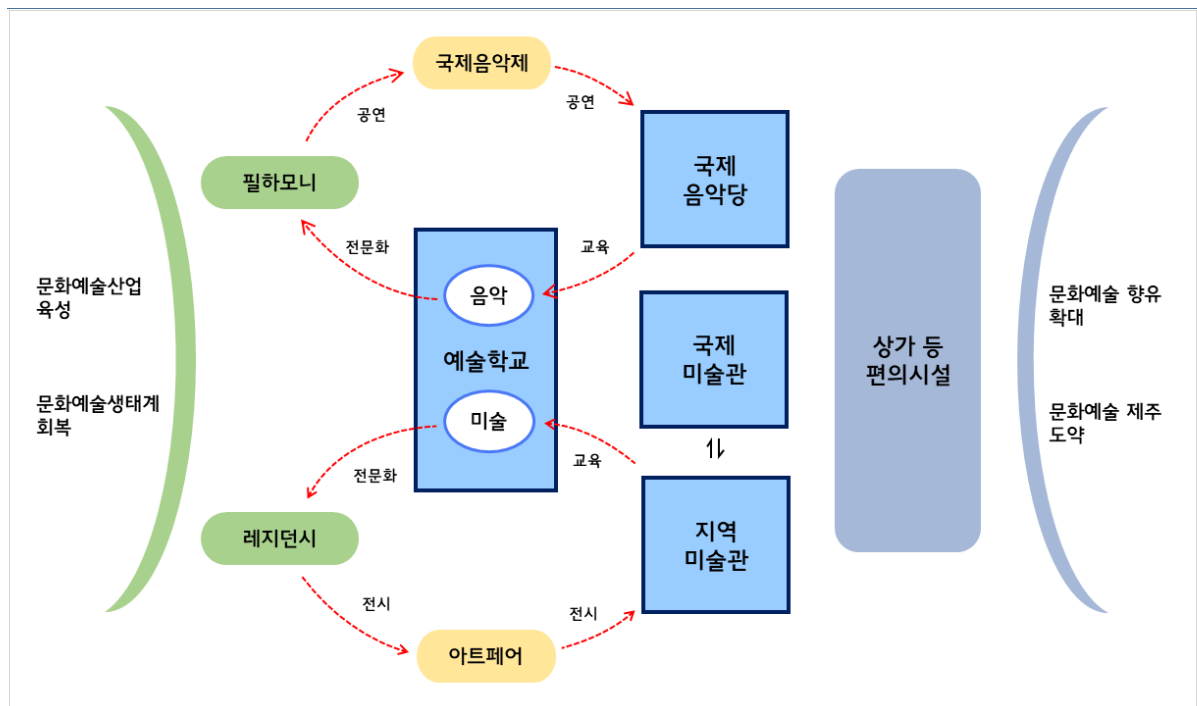 국제음악제
공연
공연
필하모니
국제
음악당
전문화
교육
음악
예술학교
미술
국제
미술관
문화예술산업
육성
문화예술생태계
회복
상가 등
편의시설
문화예술 향유
확대
문화예술 제주
도약
교육
전문화
레지던시
지역
미술관
전시
전시
아트페어